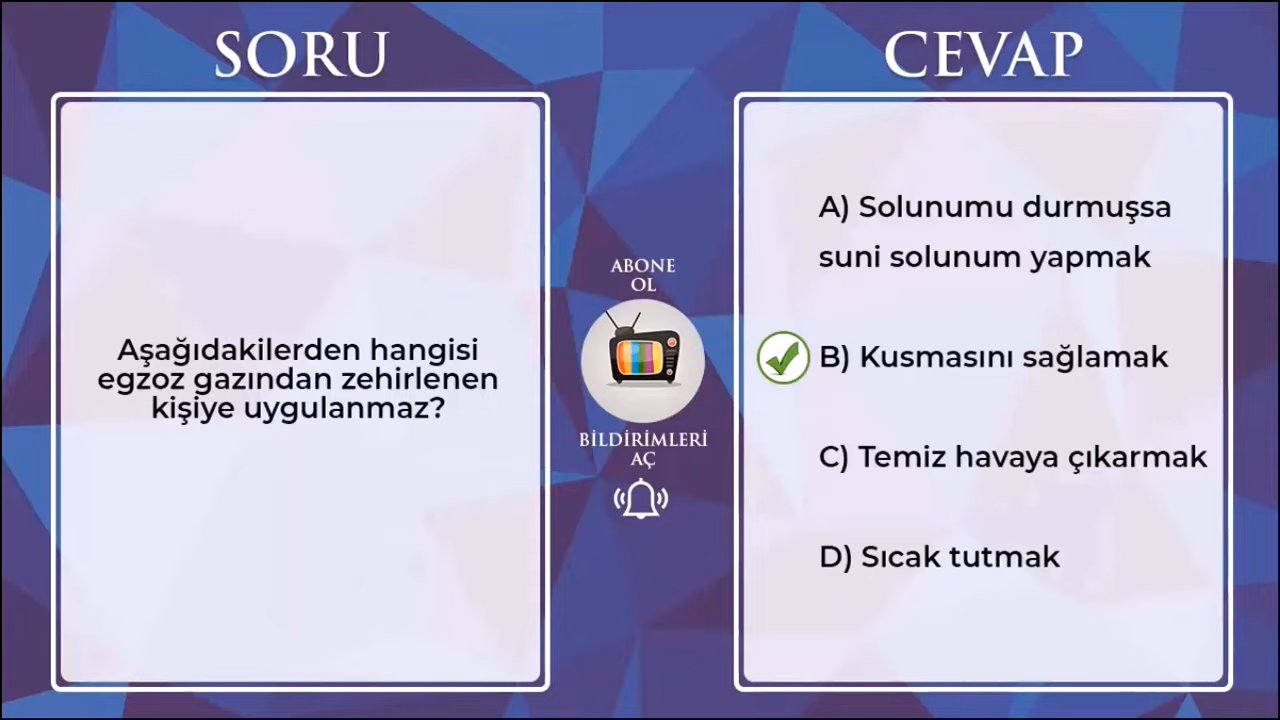 SORU
Aşağıdakilerden hangisi
egzoz gazından zehirlenen
kişiye uygulanmaz?
ABONE
OL
BİLDİRİMLERİ
AÇ
CEVAP
A) Solunumu durmuşsa
suni solunum yapmak
B) Kusmasını sağlamak
C) Temiz havaya çıkarmak
D) Sıcak tutmak